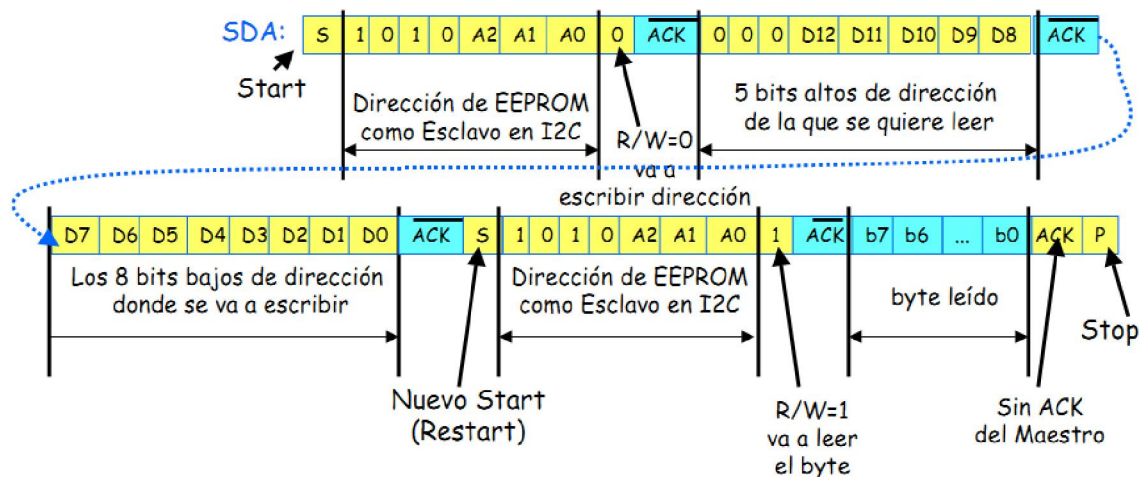 SDA: S 1 0 1 0 A2 A1 A0 0 ACK 0 0 0 D12 D11 D10 D9 D8 ACK
Start
Dirección de EEPROM
como Esclavo en I2C
R/W=0
va a
escribir dirección
5 bits altos de dirección
de la que se quiere leer
D7 D6 D5 D4 D3 D2 D1 D0 ACK S 1 0 1 0 A2 A1 A0 1 ACK b7 b6 ... b0 ACK P
Los 8 bits bajos de dirección
donde se va a escribir
Nuevo Start
(Restart)
Dirección de EEPROM
como Esclavo en I2C
R/W=1
va a leer
el byte
byte leído
Sin ACK
del Maestro
Stop